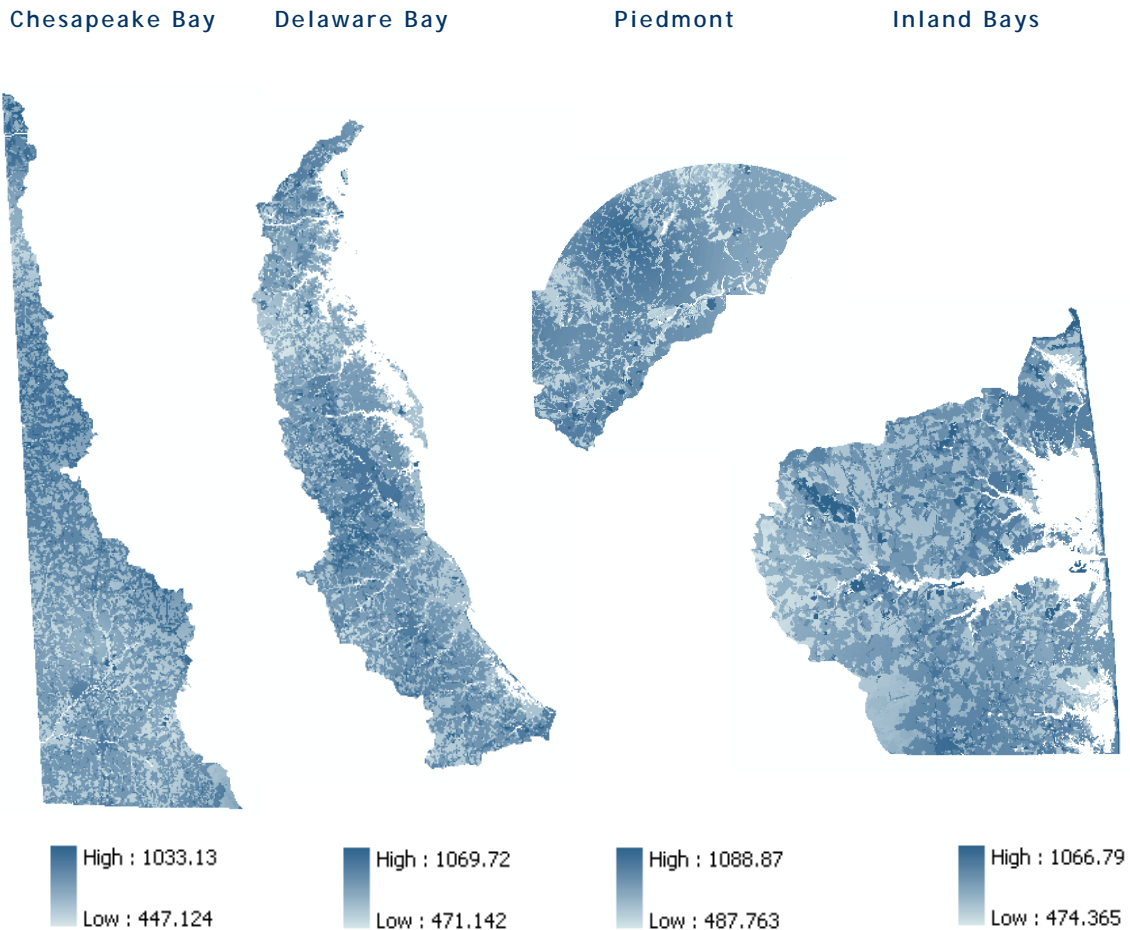 Chesapeake Bay Delaware Bay Piedmont Inland Bays
High : 1033.13 High : 1069.72 High : 1088.87 High : 1066.79
Low : 447.124 Low : 471.142 Low : 487.763 Low : 474.365